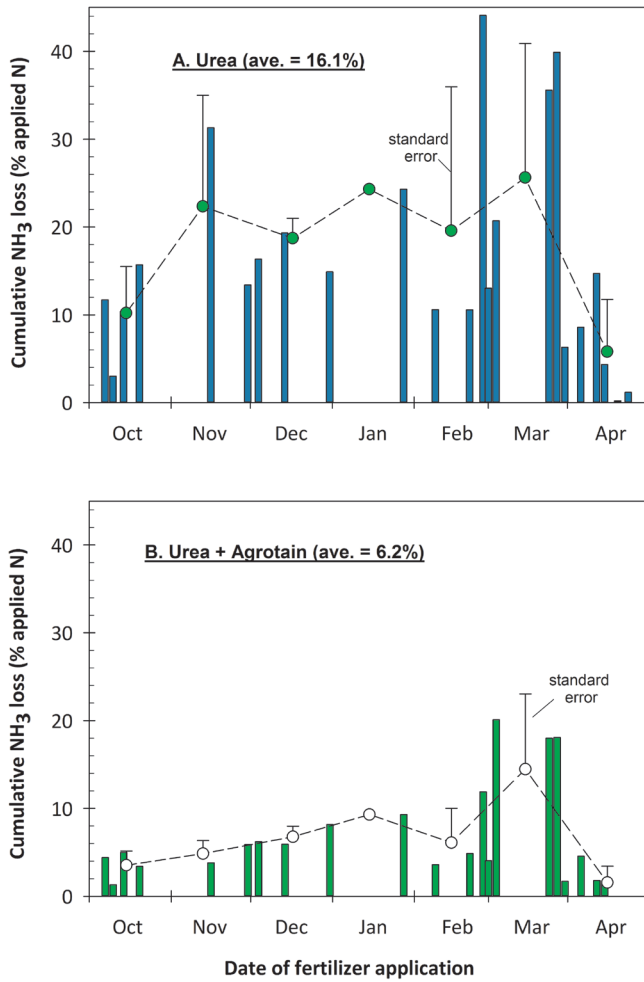 Cumulative NH3 loss (% applied N)
40
30
20
10
0
A. Urea (ave. = 16.1%)
standard
error
Oct Nov Dec Jan Feb Mar Apr
Cumulative NH3 loss (% applied N)
40
30
20
10
0
B. Urea + Agrotain (ave. = 6.2%)
standard
error
Oct Nov Dec Jan Feb Mar Apr
Date of fertilizer application